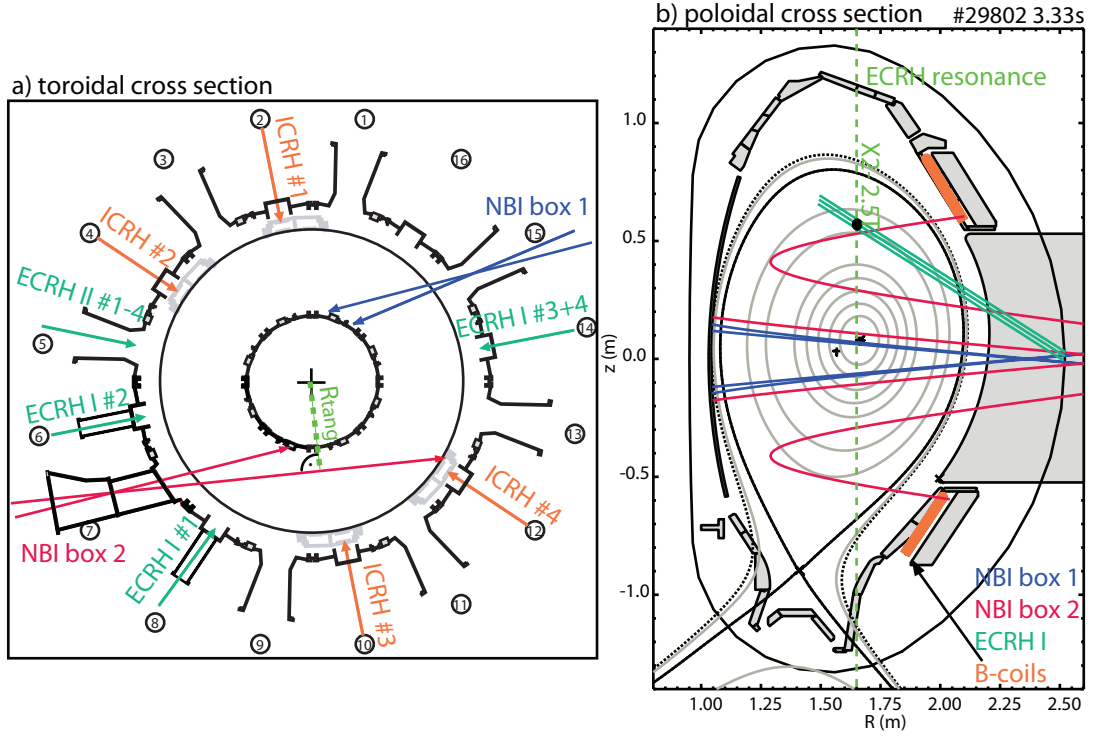 a) toroidal cross section
2
1
3
ICRH #1
16
NBI box 1
4
ICRH #2
15
ECRH II #1-4
ECRH I #3+4
14
5
Rtang
ECRH I #2
6
13
ICRH #4
12
7
NBI box 2
ECRH I #1
ICRH #3
11
8
9
10
b) poloidal cross section
#29802 3.33s
ECRH resonance
X2, 2.5T
1.0
0.5
0.0
-0.5
-1.0
z (m)
NBI box 1
NBI box 2
ECRH I
B-coils
1.00
1.25
1.50
1.75
2.00
2.25
2.50
R (m)